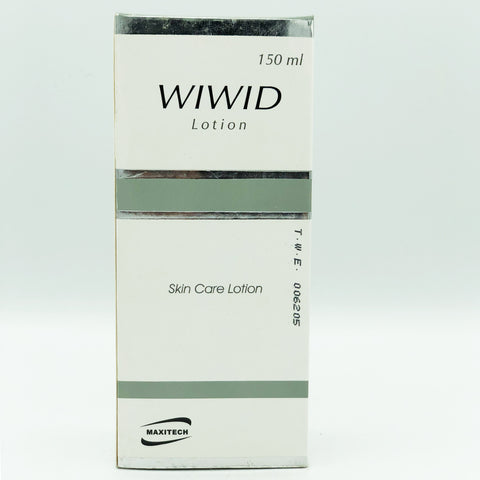 150 ml
WIWID
Lotion
T.W.E. 006205
Skin Care Lotion
MAXITECH